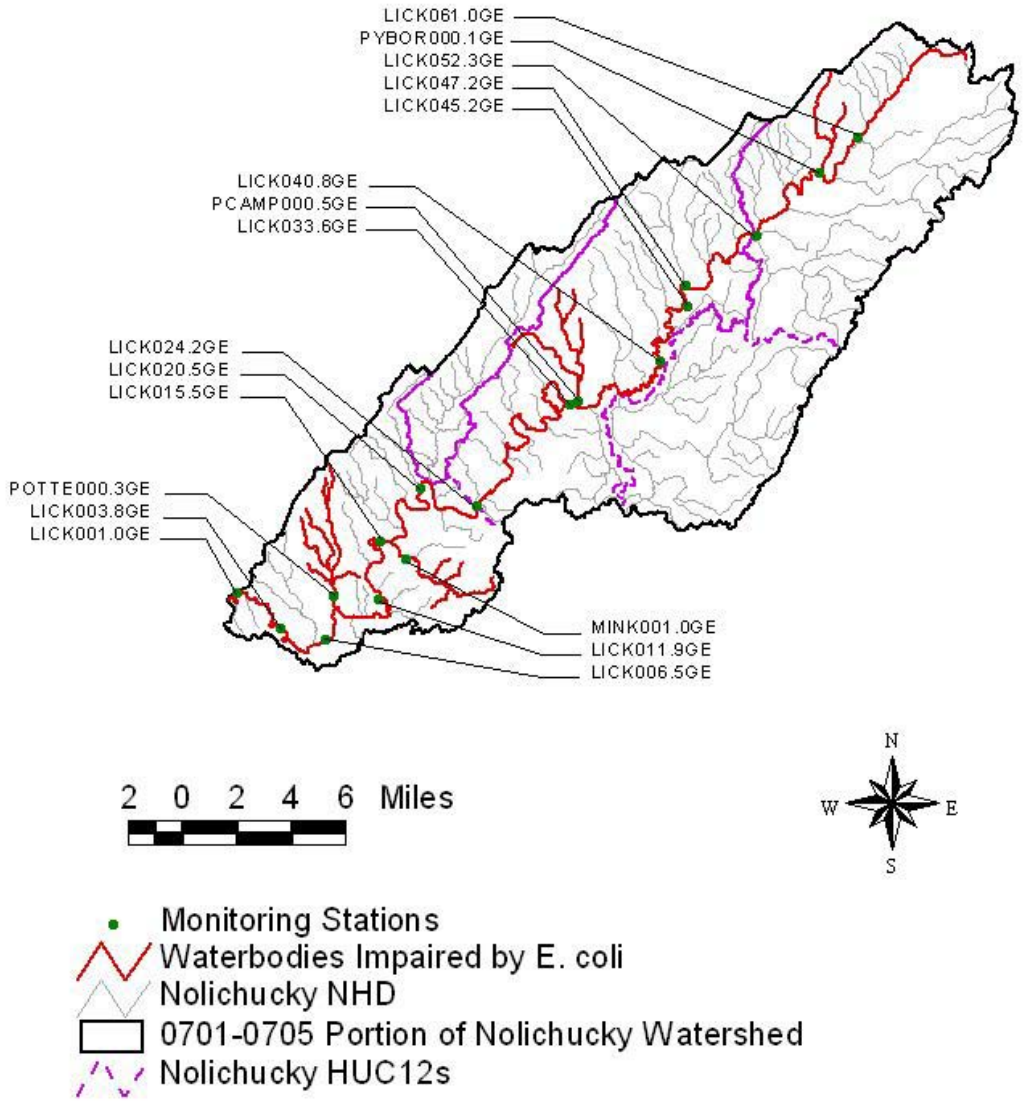 LICK061.0GE
PYBOR000.1GE
LICK052.3GE
LICK047.2GE
LICK045.2GE
LICK040.8GE
PCAMP000.5GE
LICK033.6GE
LICK024.2GE
LICK020.5GE
LICK015.5GE
POTTE000.3GE
LICK003.8GE
LICK001.0GE
MINK001.0GE
LICK011.9GE
LICK006.5GE
N
W E
S
2 0 2 4 6 Miles
Monitoring Stations
Waterbodies Impaired by E. coli
Nolichucky NHD
0701-0705 Portion of Nolichucky Watershed
Nolichucky HUC12s